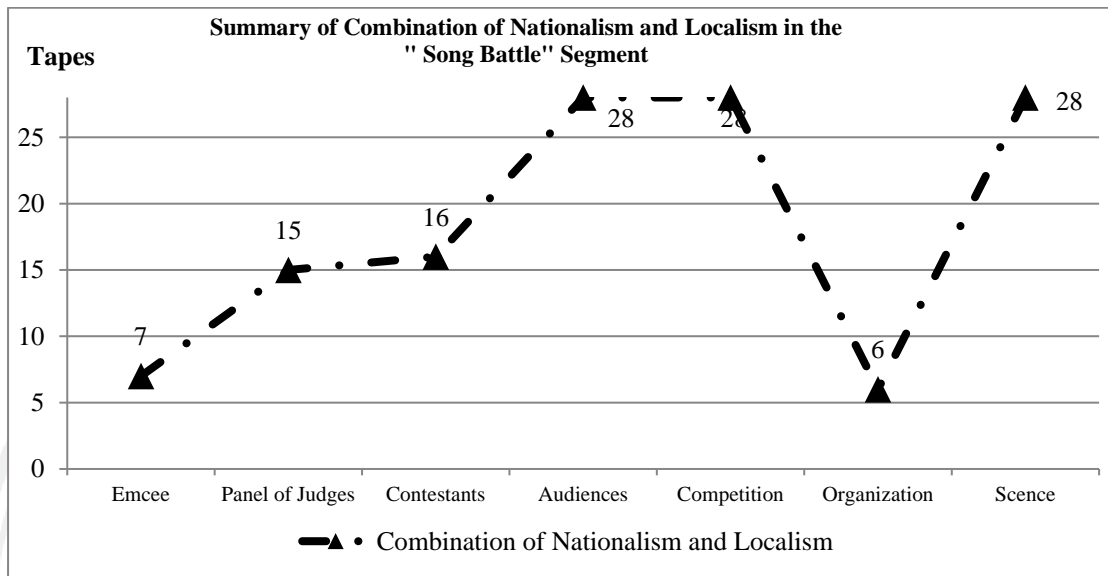 Summary of Combination of Nationalism and Localism in the
" Song Battle" Segment
Tapes
25
20
15
10
5
0
7
15
16
28
28
6
28
Emcee
Panel of Judges
Contestants
Audiences
Competition
Organization
Scence
Combination of Nationalism and Localism